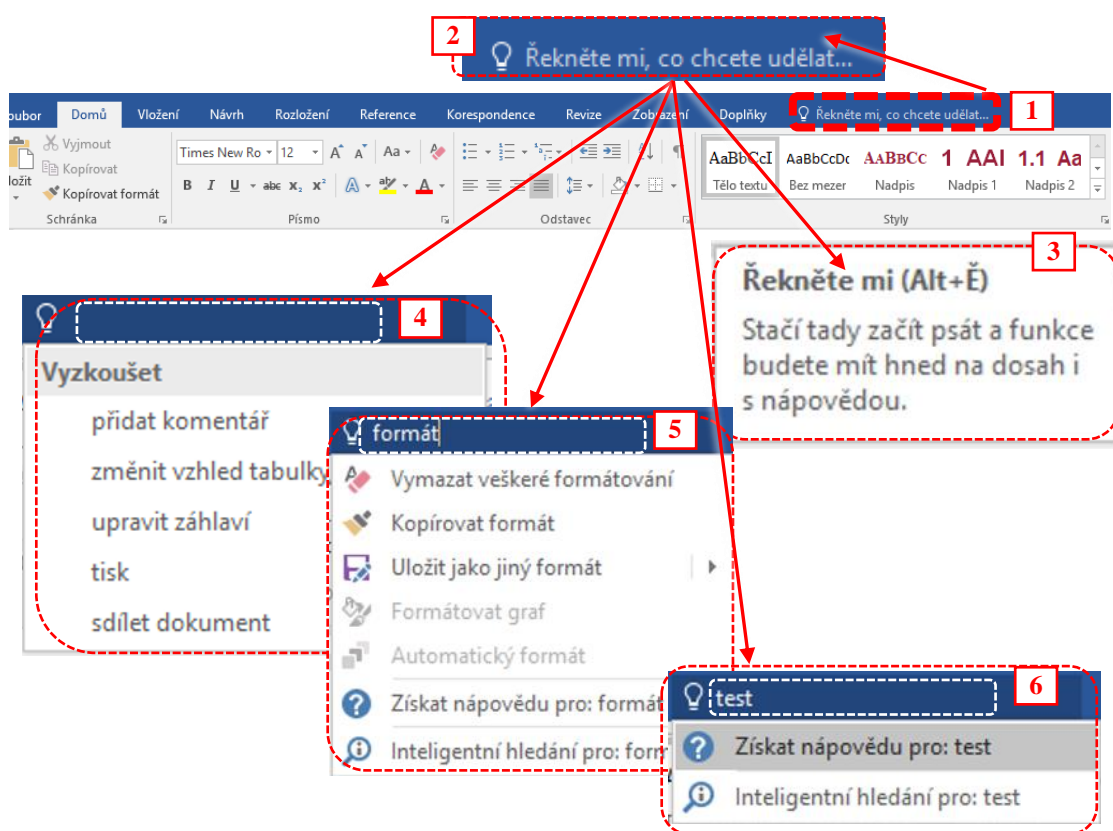 2
Řekněte mi, co chcete udělat...
oubor Domů Vložení Návrh Rozložení Reference Korespondence Revize Zobrazení Doplňky Řekněte mi, co chcete udělat... 1
Vyjmout
Kopírovat
ložit
Kopírovat formát
Schránka
Times New Ro 12 A A Aa
B I U abc X₂ X² A aby A
Písmo
Odstavec
AaBbCcI AaBbCcDc AABBCC 1 AAI 1.1 Aa
Tělo textu Bez mezer Nadpis Nadpis 1 Nadpis 2
Styly
3
Řekněte mi (Alt+Ě)
Stačí tady začít psát a funkce
budete mít hned na dosah i
s nápovědou.
4
Vyzkoušet
přidat komentář
změnit vzhled tabulky
upravit záhlaví
tisk
sdílet dokument
formát 5
Vymazat veškeré formátování
Kopírovat formát
Uložit jako jiný formát
Formátovat graf
Automatický formát
Získat nápovědu pro: formát
Inteligentní hledání pro: form
test 6
Získat nápovědu pro: test
Inteligentní hledání pro: test